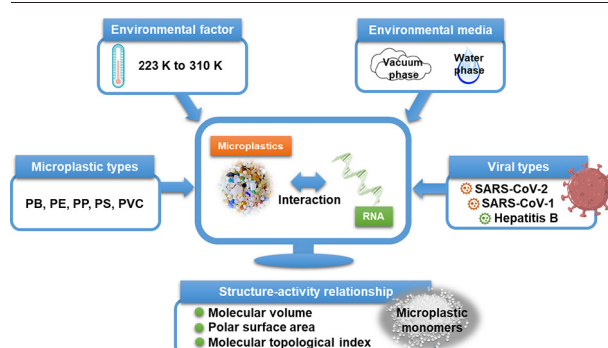 Environmental factor
223 K to 310 K
Environmental media
Vacuum
phase
Water
phase
Microplastic types
PB, PE, PP, PS, PVC
Microplastics
Interaction
RNA
Viral types
SARS-CoV-2
SARS-CoV-1
Hepatitis B
Structure-activity relationship
Molecular volume
Polar surface area
Molecular topological index
Microplastic
monomers